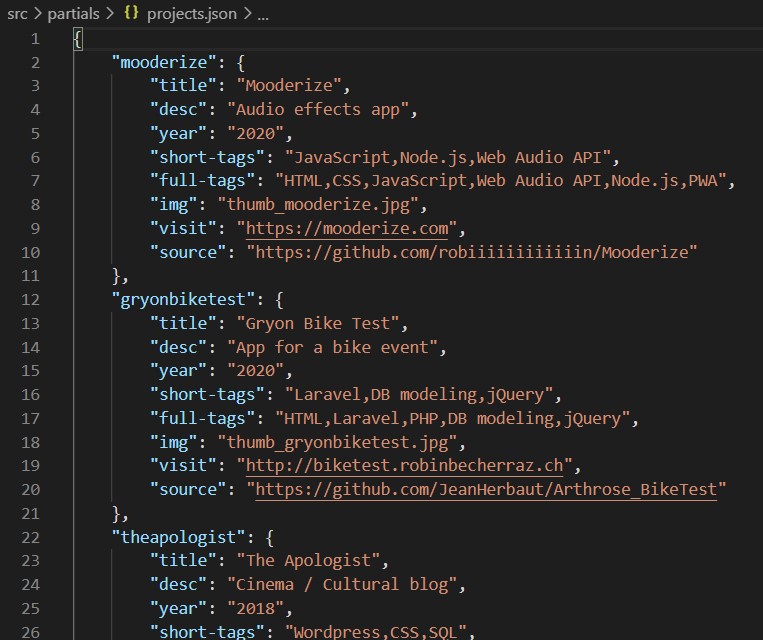 src > partials > {} projects.json > ...
1 {
2 "mooderize": {
3 "title": "Mooderize",
4 "desc": "Audio effects app",
5 "year": "2020",
6 "short-tags": "JavaScript,Node.js,Web Audio API",
7 "full-tags": "HTML,CSS,JavaScript,Web Audio API,Node.js,PWA",
8 "img": "thumb_mooderize.jpg",
9 "visit": "https://mooderize.com",
10 "source": "https://github.com/robiiiiiiiiiiiin/Mooderize"
11 },
12 "gryonbiketest": {
13 "title": "Gryon Bike Test",
14 "desc": "App for a bike event",
15 "year": "2020",
16 "short-tags": "Laravel,DB modeling,jQuery",
17 "full-tags": "HTML,Laravel,PHP,DB modeling,jQuery",
18 "img": "thumb_gryonbiketest.jpg",
19 "visit": "http://biketest.robinbecherraz.ch",
20 "source": "https://github.com/JeanHerbaut/Arthrose_BikeTest"
21 },
22 "theapologist": {
23 "title": "The Apologist",
24 "desc": "Cinema / Cultural blog",
25 "year": "2018",
26 "short-tags": "Wordpress,CSS,SQL",